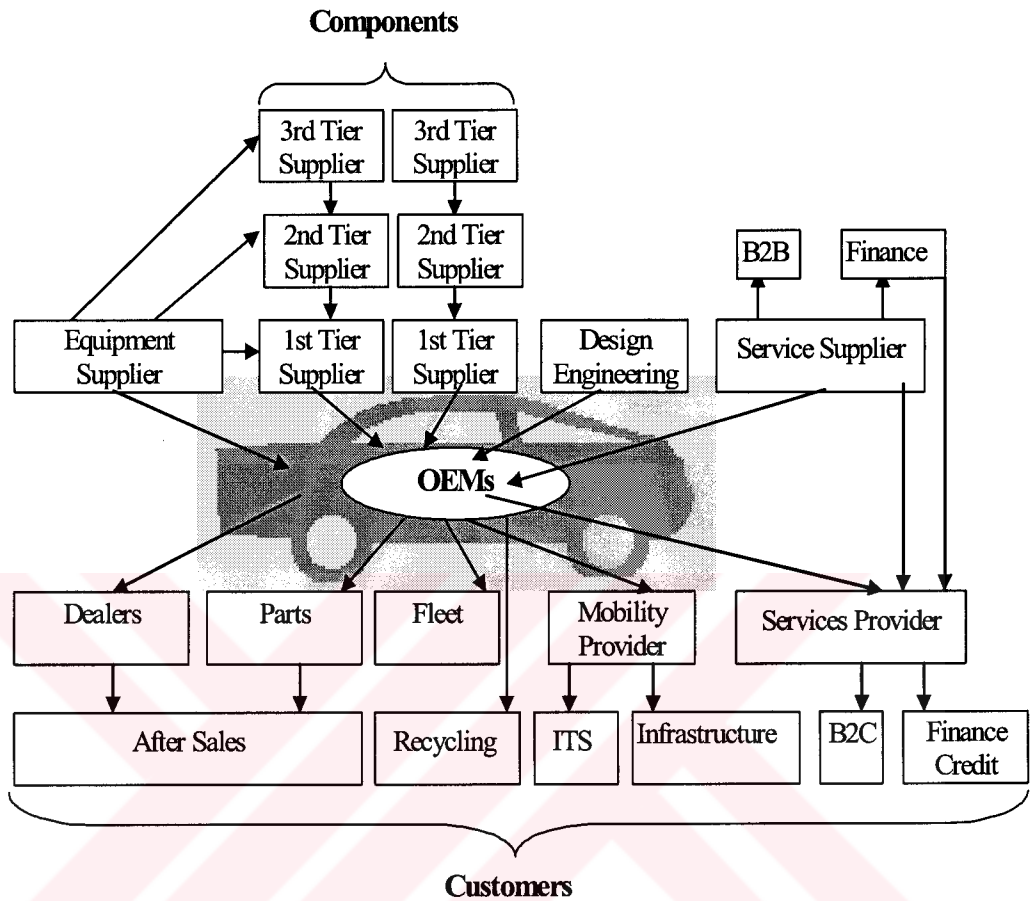 Components
3rd Tier
Supplier
3rd Tier
Supplier
2nd Tier
Supplier
2nd Tier
Supplier
B2B
Finance
Equipment
Supplier
1st Tier
Supplier
1st Tier
Supplier
Design
Engineering
Service Supplier
OEMs
Dealers
Parts
Fleet
Mobility
Provider
Services Provider
After Sales
Recycling
ITS
Infrastructure
B2C
Finance
Credit
Customers